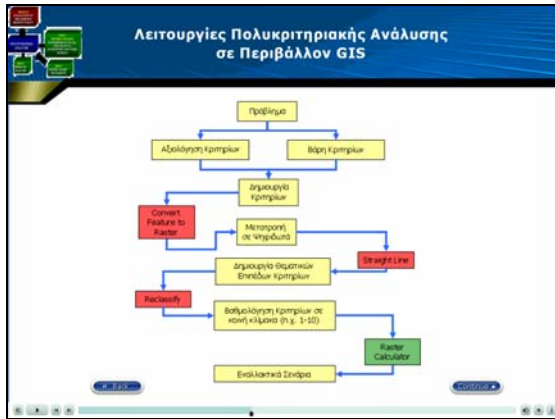 Λειτουργίες Πολυκριτηριακής Ανάλυσης
σε Περιβάλλον GIS
Πρόβλημα
Αξιολόγηση Κριτηρίων
Βάρη Κριτηρίων
Δημιουργία
Κριτηρίων
Convert
Feature to
Raster
Μετατροπή
σε Ψηφιδωτά
Straight Line
Δημιουργία Θεματικών
Επιπέδων Κριτηρίων
Reclassify
Βαθμολόγηση Κριτηρίων σε
κοινή κλίμακα (π.χ. 1-10)
Raster
Calculator
Εναλλακτικά Σενάρια
Back
Continue